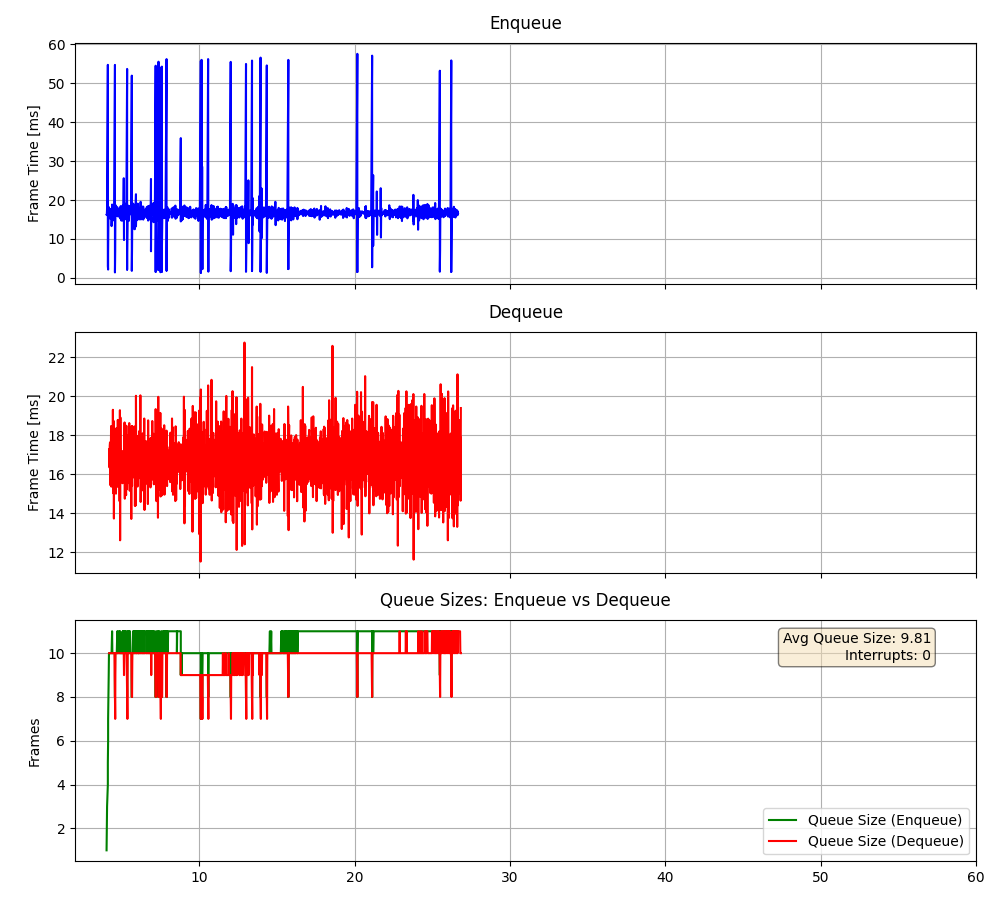 Enqueue
Frame Time [ms]
60
50
40
30
20
10
0
Dequeue
Frame Time [ms]
22
20
18
16
14
12
Queue Sizes: Enqueue vs Dequeue
Frames
10
8
6
4
2
Avg Queue Size: 9.81
Interrupts: 0
Queue Size (Enqueue)
Queue Size (Dequeue)
10
20
30
40
50
60